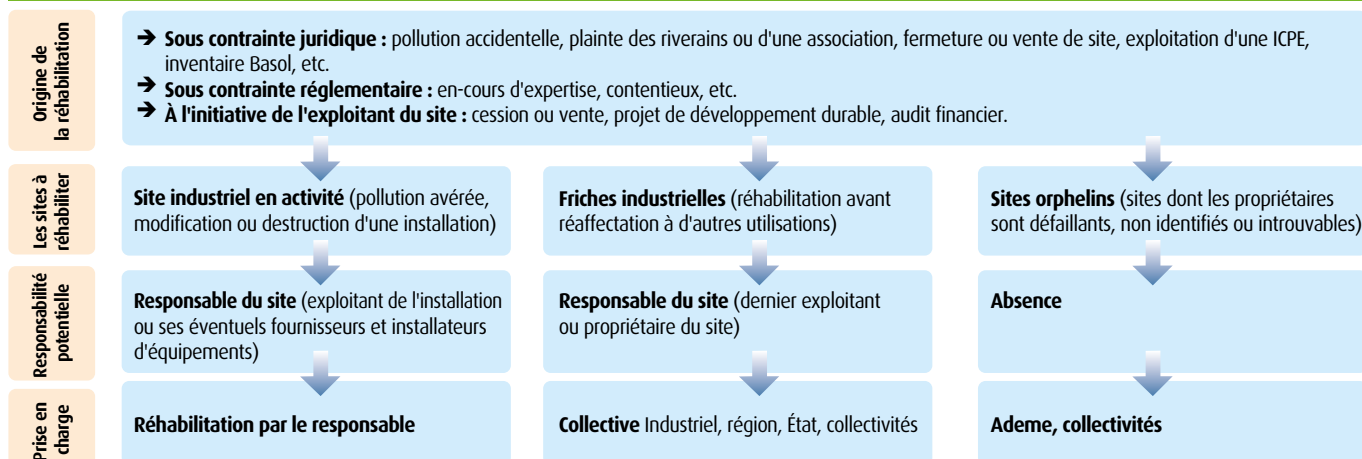 Origine de
la réhabilitation
➔ Sous contrainte juridique : pollution accidentelle, plainte des riverains ou d'une association, fermeture ou vente de site, exploitation d'une ICPE,
inventaire Basol, etc.
➔ Sous contrainte réglementaire : en-cours d'expertise, contentieux, etc.
➔ À l'initiative de l'exploitant du site : cession ou vente, projet de développement durable, audit financier.
Les sites à
réhabiliter
Site industriel en activité (pollution avérée,
modification ou destruction d'une installation)
Friches industrielles (réhabilitation avant
réaffectation à d'autres utilisations)
Sites orphelins (sites dont les propriétaires
sont défaillants, non identifiés ou introuvables)
Responsabilité
potentielle
Responsable du site (exploitant de l'installation
ou ses éventuels fournisseurs et installateurs
d'équipements)
Responsable du site (dernier exploitant
ou propriétaire du site)
Absence
Prise en
charge
Réhabilitation par le responsable
Collective Industriel, région, État, collectivités
Ademe, collectivités